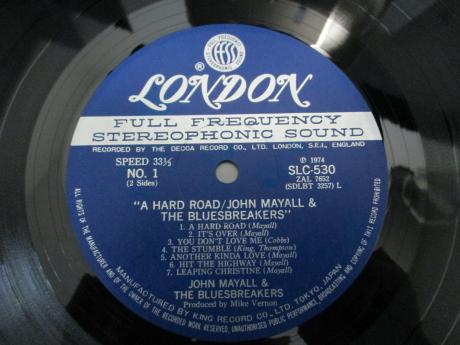 FULL FREQUENCY STEREOPHONIC SOUND
FFSS
®
LONDON
FULL FREQUENCY
STEREOPHONIC SOUND
RECORDED BY THE DECCA RECORD CO., LTD. LONDON, S.E.I., ENGLAND
SPEED 33⅓
NO. 1
(2 Sides)
℗ 1974
SLC-530
ZAL 7652
(SDLBT 3257) L
"A HARD ROAD/JOHN MAYALL &
THE BLUESBREAKERS"
1. A HARD ROAD (Mayall)
2. IT'S OVER (Mayall)
3. YOU DON'T LOVE ME (Cobbs)
4. THE STUMBLE (King, Thompson)
5. ANOTHER KINDA LOVE (Mayall)
6. HIT THE HIGHWAY (Mayall)
7. LEAPING CHRISTINE (Mayall)
JOHN MAYALL &
THE BLUESBREAKERS
Produced by Mike Vernon
MANUFACTURED BY KING RECORD CO., LTD. TOKYO, JAPAN
ALL RIGHTS OF THE MANUFACTURER AND OF THE OWNER OF THE RECORDED WORK RESERVED. UNAUTHORISED PUBLIC PERFORMANCE, BROADCASTING AND COPYING OF THIS RECORD PROHIBITED